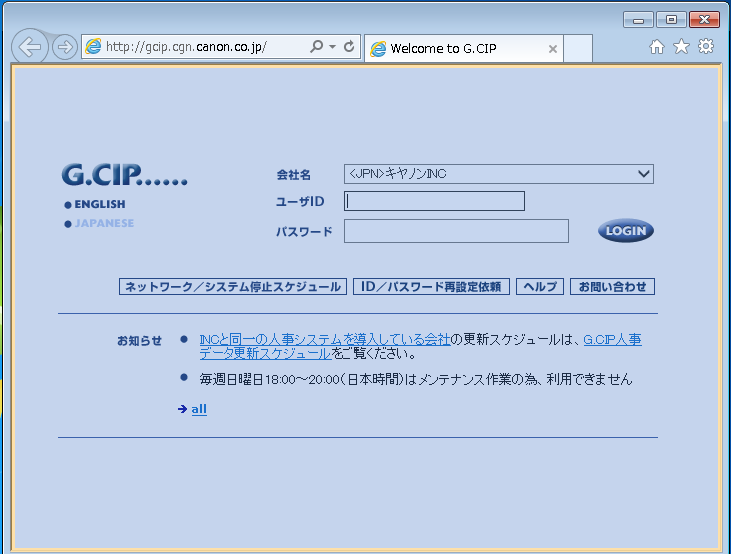 http://gcip.cgn.canon.co.jp/
Welcome to G.CIP
G.CIP......
ENGLISH
JAPANESE
会社名
<JPN>キヤノンINC
ユーザID
パスワード
LOGIN
ネットワーク／システム停止スケジュール
ID／パスワード再設定依頼
ヘルプ
お問い合わせ
お知らせ
INCと同一の人事システムを導入している会社の更新スケジュールは、G.CIP人事
データ更新スケジュールをご覧ください。
毎週日曜日18:00～20:00(日本時間)はメンテナンス作業の為、利用できません
all